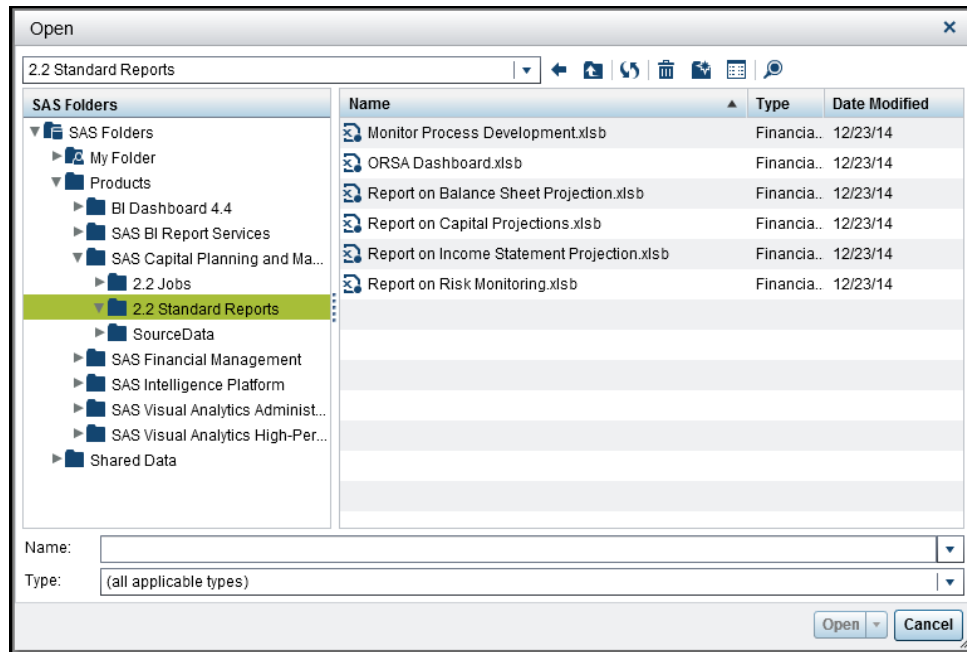 Open
2.2 Standard Reports
SAS Folders
SAS Folders
My Folder
Products
BI Dashboard 4.4
SAS BI Report Services
SAS Capital Planning and Ma...
2.2 Jobs
2.2 Standard Reports
SourceData
SAS Financial Management
SAS Intelligence Platform
SAS Visual Analytics Administ...
SAS Visual Analytics High-Per...
Shared Data
Name Type Date Modified
Monitor Process Development.xlsb Financia.. 12/23/14
ORSA Dashboard.xlsb Financia.. 12/23/14
Report on Balance Sheet Projection.xlsb Financia.. 12/23/14
Report on Capital Projections.xlsb Financia.. 12/23/14
Report on Income Statement Projection.xlsb Financia.. 12/23/14
Report on Risk Monitoring.xlsb Financia.. 12/23/14
Name:
Type: (all applicable types)
Open Cancel